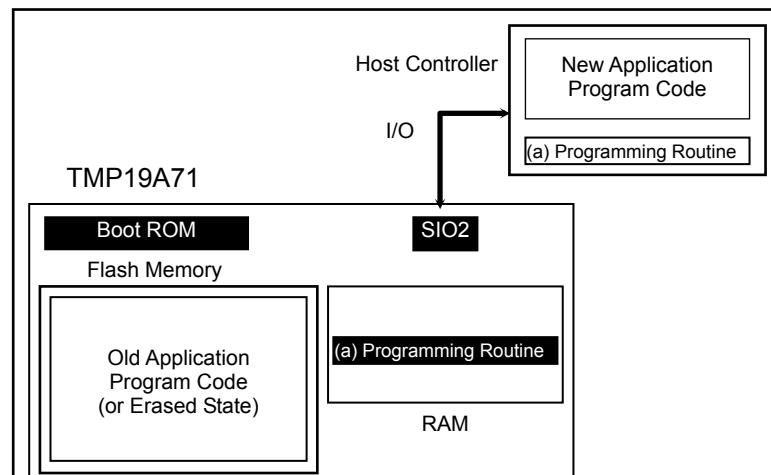 Host Controller
New Application
Program Code
I/O
(a) Programming Routine
TMP19A71
Boot ROM
SIO2
Flash Memory
Old Application
Program Code
(or Erased State)
(a) Programming Routine
RAM